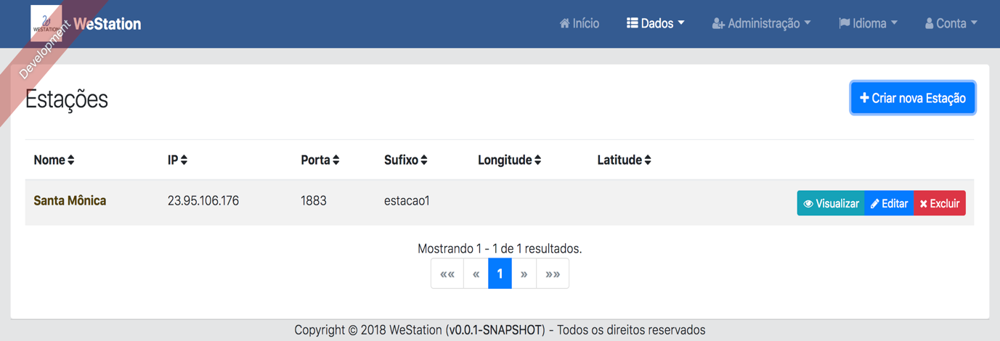 WESTATION WeStation Início Dados Administração Idioma Conta
Development
Estações + Criar nova Estação
Nome IP Porta Sufixo Longitude Latitude
Santa Mônica 23.95.106.176 1883 estacao1 Visualizar Editar Excluir
Mostrando 1 - 1 de 1 resultados.
«« « 1 » »»
Copyright © 2018 WeStation (v0.0.1-SNAPSHOT) - Todos os direitos reservados